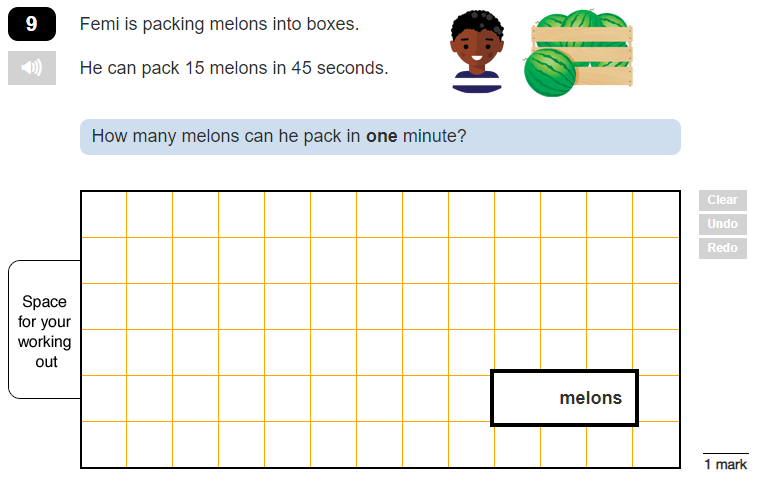 9
Femi is packing melons into boxes.
He can pack 15 melons in 45 seconds.
How many melons can he pack in one minute?
Clear
Undo
Redo
Space
for your
working
out
melons
1 mark